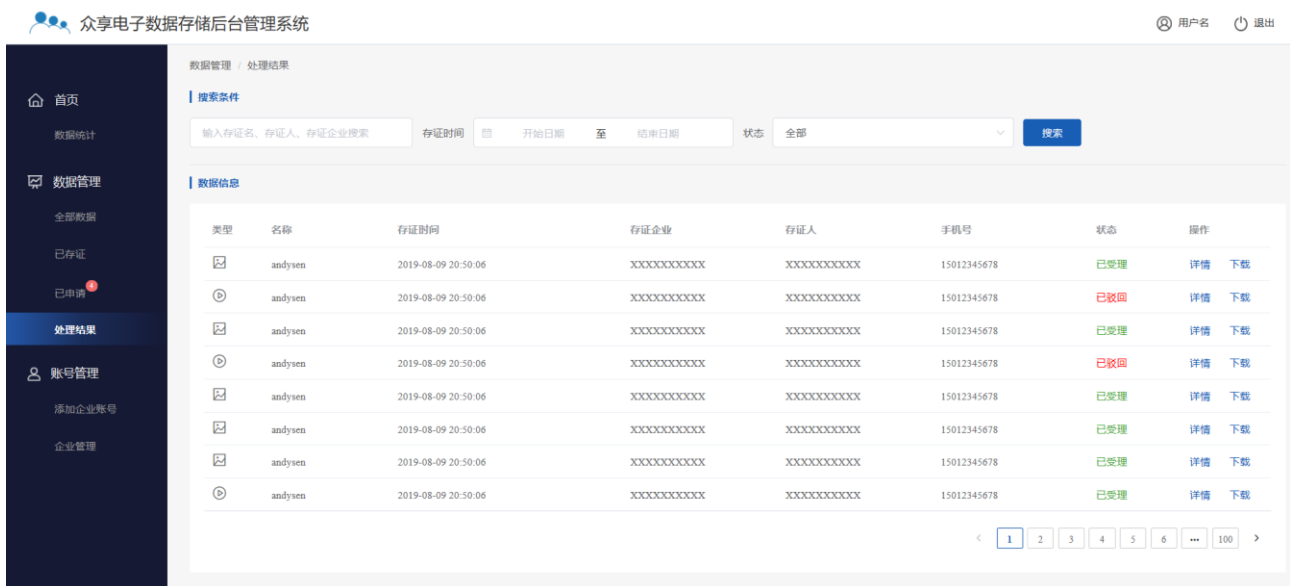 众享电子数据存储后台管理系统
用户名 退出
首页
数据统计
数据管理
全部数据
已存证
已申请 4
处理结果
账号管理
添加企业账号
企业管理
数据管理 / 处理结果
搜索条件
输入存证名、存证人、存证企业搜索 存证时间 开始日期 至 结束日期 状态 全部 搜索
数据信息
类型 名称 存证时间 存证企业 存证人 手机号 状态 操作
andysen 2019-08-09 20:50:06 XXXXXXXXXX XXXXXXXXXX 15012345678 已受理 详情 下载
andysen 2019-08-09 20:50:06 XXXXXXXXXX XXXXXXXXXX 15012345678 已驳回 详情 下载
andysen 2019-08-09 20:50:06 XXXXXXXXXX XXXXXXXXXX 15012345678 已受理 详情 下载
andysen 2019-08-09 20:50:06 XXXXXXXXXX XXXXXXXXXX 15012345678 已驳回 详情 下载
andysen 2019-08-09 20:50:06 XXXXXXXXXX XXXXXXXXXX 15012345678 已受理 详情 下载
andysen 2019-08-09 20:50:06 XXXXXXXXXX XXXXXXXXXX 15012345678 已受理 详情 下载
andysen 2019-08-09 20:50:06 XXXXXXXXXX XXXXXXXXXX 15012345678 已受理 详情 下载
andysen 2019-08-09 20:50:06 XXXXXXXXXX XXXXXXXXXX 15012345678 已受理 详情 下载
< 1 2 3 4 5 6 ••• 100 >